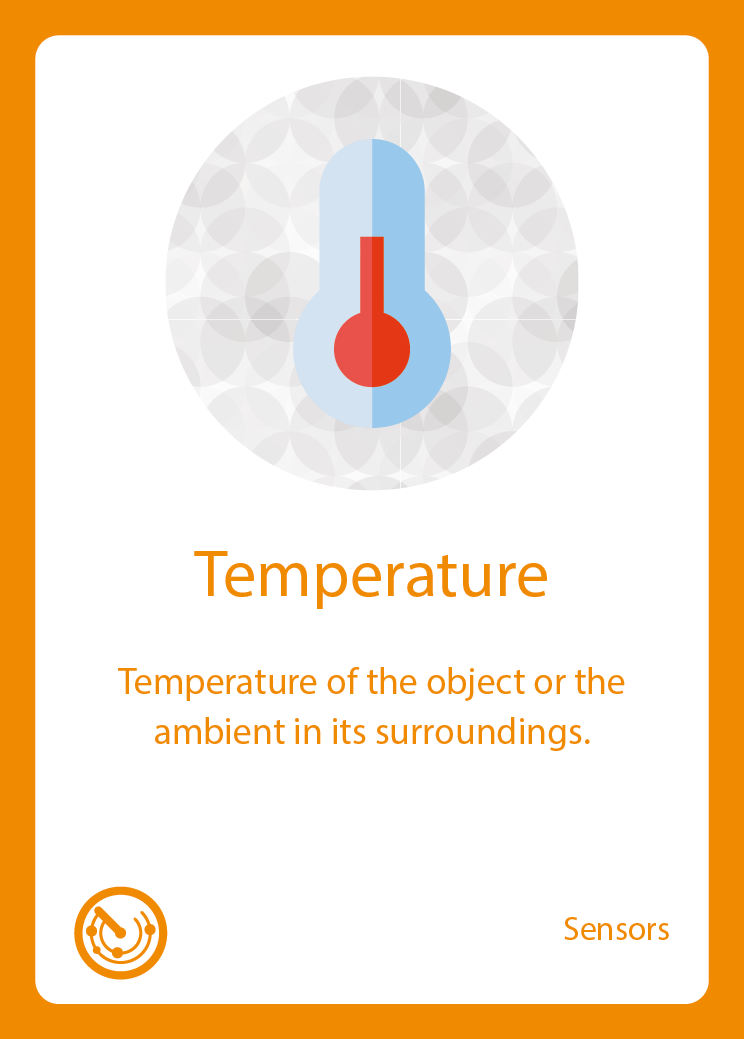 Temperature
Temperature of the object or the
ambient in its surroundings.
Sensors